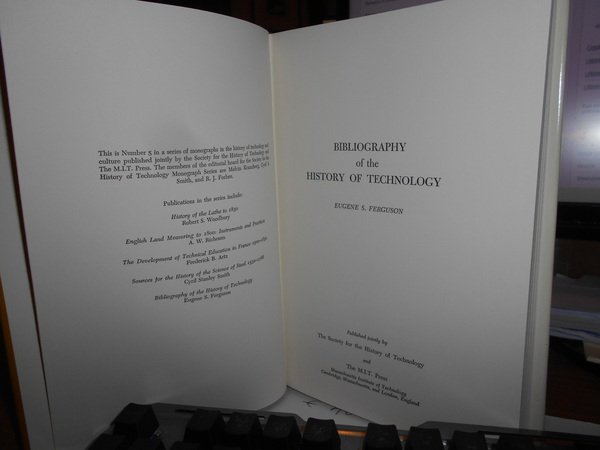 This is Number 5 in a series of monographs in the history of technology and
culture published jointly by the Society for the History of Technology and
The M.I.T. Press. The members of the editorial board for the Society for the
History of Technology Monograph Series are Melvin Kranzberg, Cyril S.
Smith, and R. J. Forbes.
Publications in the series include:
History of the Lathe to 1850
Robert S. Woodbury
English Land Measuring to 1800: Instruments and Practices
A. W. Richeson
The Development of Technical Education in France 1500-1850
Frederick B. Artz
Sources for the History of the Science of Steel, 1532-1786
Cyril Stanley Smith
Bibliography of the History of Technology
Eugene S. Ferguson
BIBLIOGRAPHY
of the
HISTORY OF TECHNOLOGY
EUGENE S. FERGUSON
Published jointly by
The Society for the History of Technology
and
The M.I.T. Press
Massachusetts Institute of Technology
Cambridge, Massachusetts, and London, England